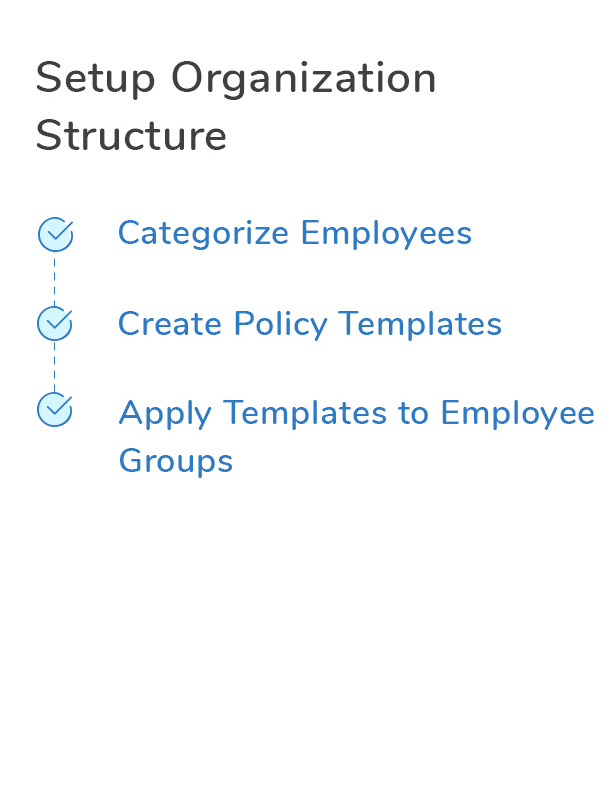 Setup Organization
Structure
Categorize Employees
Create Policy Templates
Apply Templates to Employee
Groups